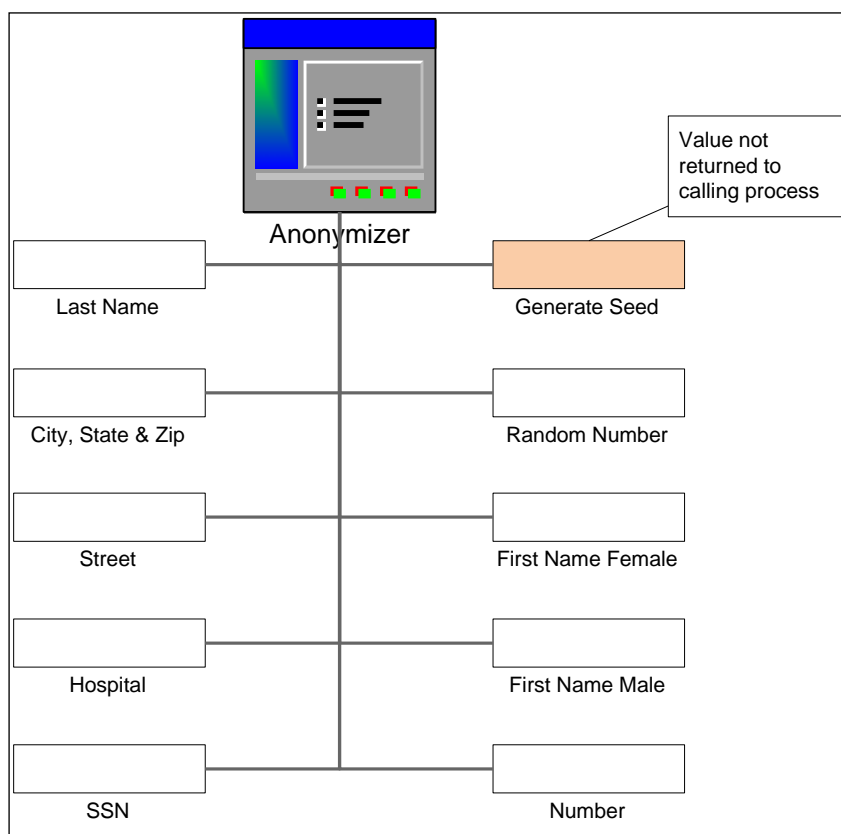 Value not
returned to
calling process
Anonymizer
Last Name
Generate Seed
City, State & Zip
Random Number
Street
First Name Female
Hospital
First Name Male
SSN
Number